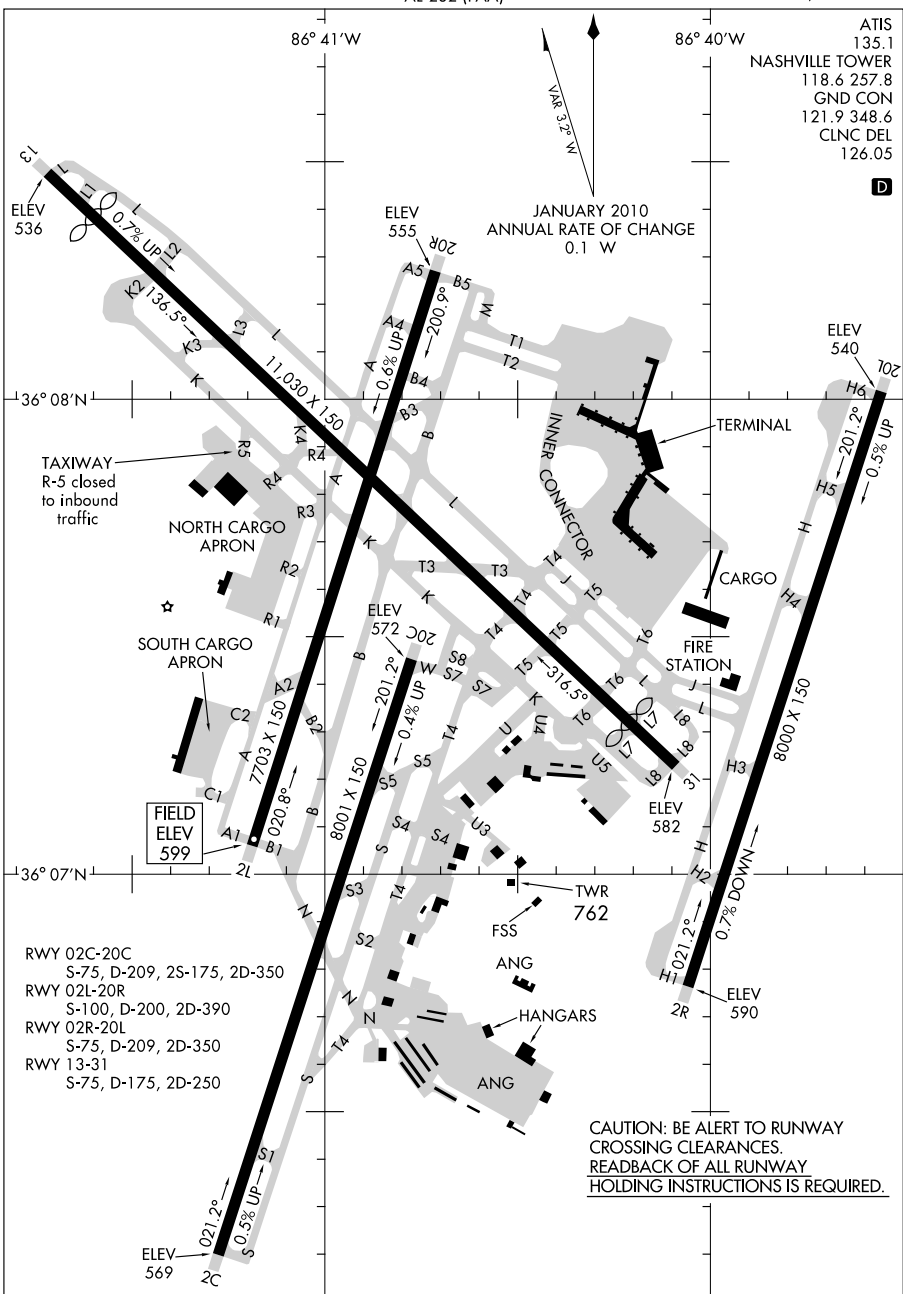 AL-282 (FAA)
86° 41'W
86° 40'W
ATIS
135.1
NASHVILLE TOWER
118.6 257.8
GND CON
121.9 348.6
CLNC DEL
126.05
D
VAR 3.2° W
JANUARY 2010
ANNUAL RATE OF CHANGE
0.1 W
13
ELEV
536
L
L1
L
0.7% UP
L2
K2
136.5°
K3
L3
L
K
11,030 X 150
ELEV
555
20R
A5
B5
200.9°
W
A4
T1
T2
A
0.6% UP
B4
B3
B
ELEV
540
20L
H6
201.2°
0.5% UP
H5
36° 08'N
TERMINAL
INNER CONNECTOR
TAXIWAY
R-5 closed
to inbound
traffic
R5
K4
R4
R4
A
L
R3
NORTH CARGO
APRON
K
H
R2
T3
T3
T4
J
T5
CARGO
H4
K
T4
R1
ELEV
572
20C
T4
T5
T6
S8
SOUTH CARGO
APRON
B
W
S7
S7
T5
316.5°
FIRE
STATION
A2
201.2°
K
T6
L
J
L
C2
B2
0.4% UP
T4
U
U4
T6
L7
L7
L8
L8
8000 X 150
A
7703 X 150
S5
S5
U5
L8
31
H3
C1
020.8°
B
8001 X 150
S4
S4
U3
ELEV
582
FIELD
ELEV
599
A1
B1
2L
S
H
36° 07'N
N
S3
T4
TWR
762
H2
0.7% DOWN
FSS
S2
021.2°
ANG
RWY 02C-20C
S-75, D-209, 2S-175, 2D-350
RWY 02L-20R
S-100, D-200, 2D-390
RWY 02R-20L
S-75, D-209, 2D-350
RWY 13-31
S-75, D-175, 2D-250
N
N
H1
2R
ELEV
590
HANGARS
T4
S
ANG
CAUTION: BE ALERT TO RUNWAY
CROSSING CLEARANCES.
READBACK OF ALL RUNWAY
HOLDING INSTRUCTIONS IS REQUIRED.
S1
021.2°
0.5% UP
S
ELEV
569
2C